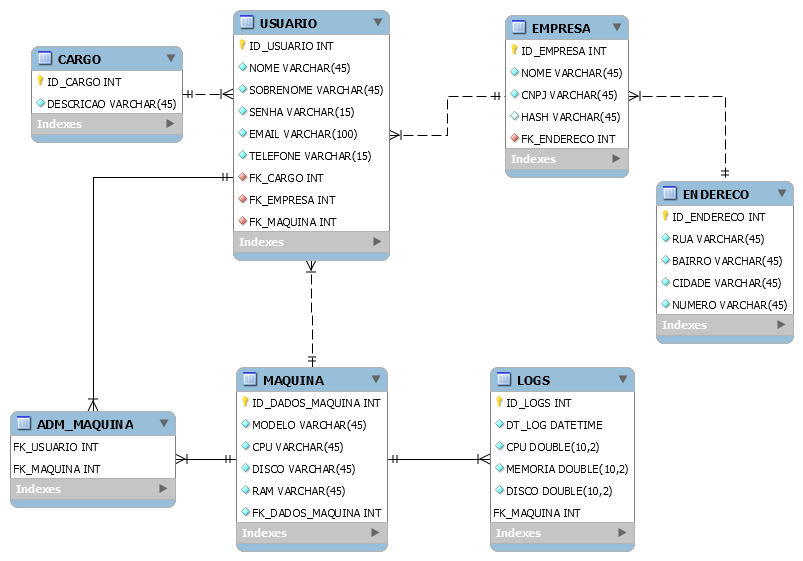 CARGO
ID_CARGO INT
DESCRICAO VARCHAR(45)
Indexes
USUARIO
ID_USUARIO INT
NOME VARCHAR(45)
SOBRENOME VARCHAR(45)
SENHA VARCHAR(15)
EMAIL VARCHAR(100)
TELEFONE VARCHAR(15)
FK_CARGO INT
FK_EMPRESA INT
FK_MAQUINA INT
Indexes
EMPRESA
ID_EMPRESA INT
NOME VARCHAR(45)
CNPJ VARCHAR(45)
HASH VARCHAR(45)
FK_ENDERECO INT
Indexes
ENDERECO
ID_ENDERECO INT
RUA VARCHAR(45)
BAIRRO VARCHAR(45)
CIDADE VARCHAR(45)
NUMERO VARCHAR(45)
Indexes
ADM_MAQUINA
FK_USUARIO INT
FK_MAQUINA INT
Indexes
MAQUINA
ID_DADOS_MAQUINA INT
MODELO VARCHAR(45)
CPU VARCHAR(45)
DISCO VARCHAR(45)
RAM VARCHAR(45)
FK_DADOS_MAQUINA INT
Indexes
LOGS
ID_LOGS INT
DT_LOG DATETIME
CPU DOUBLE(10,2)
MEMORIA DOUBLE(10,2)
DISCO DOUBLE(10,2)
FK_MAQUINA INT
Indexes